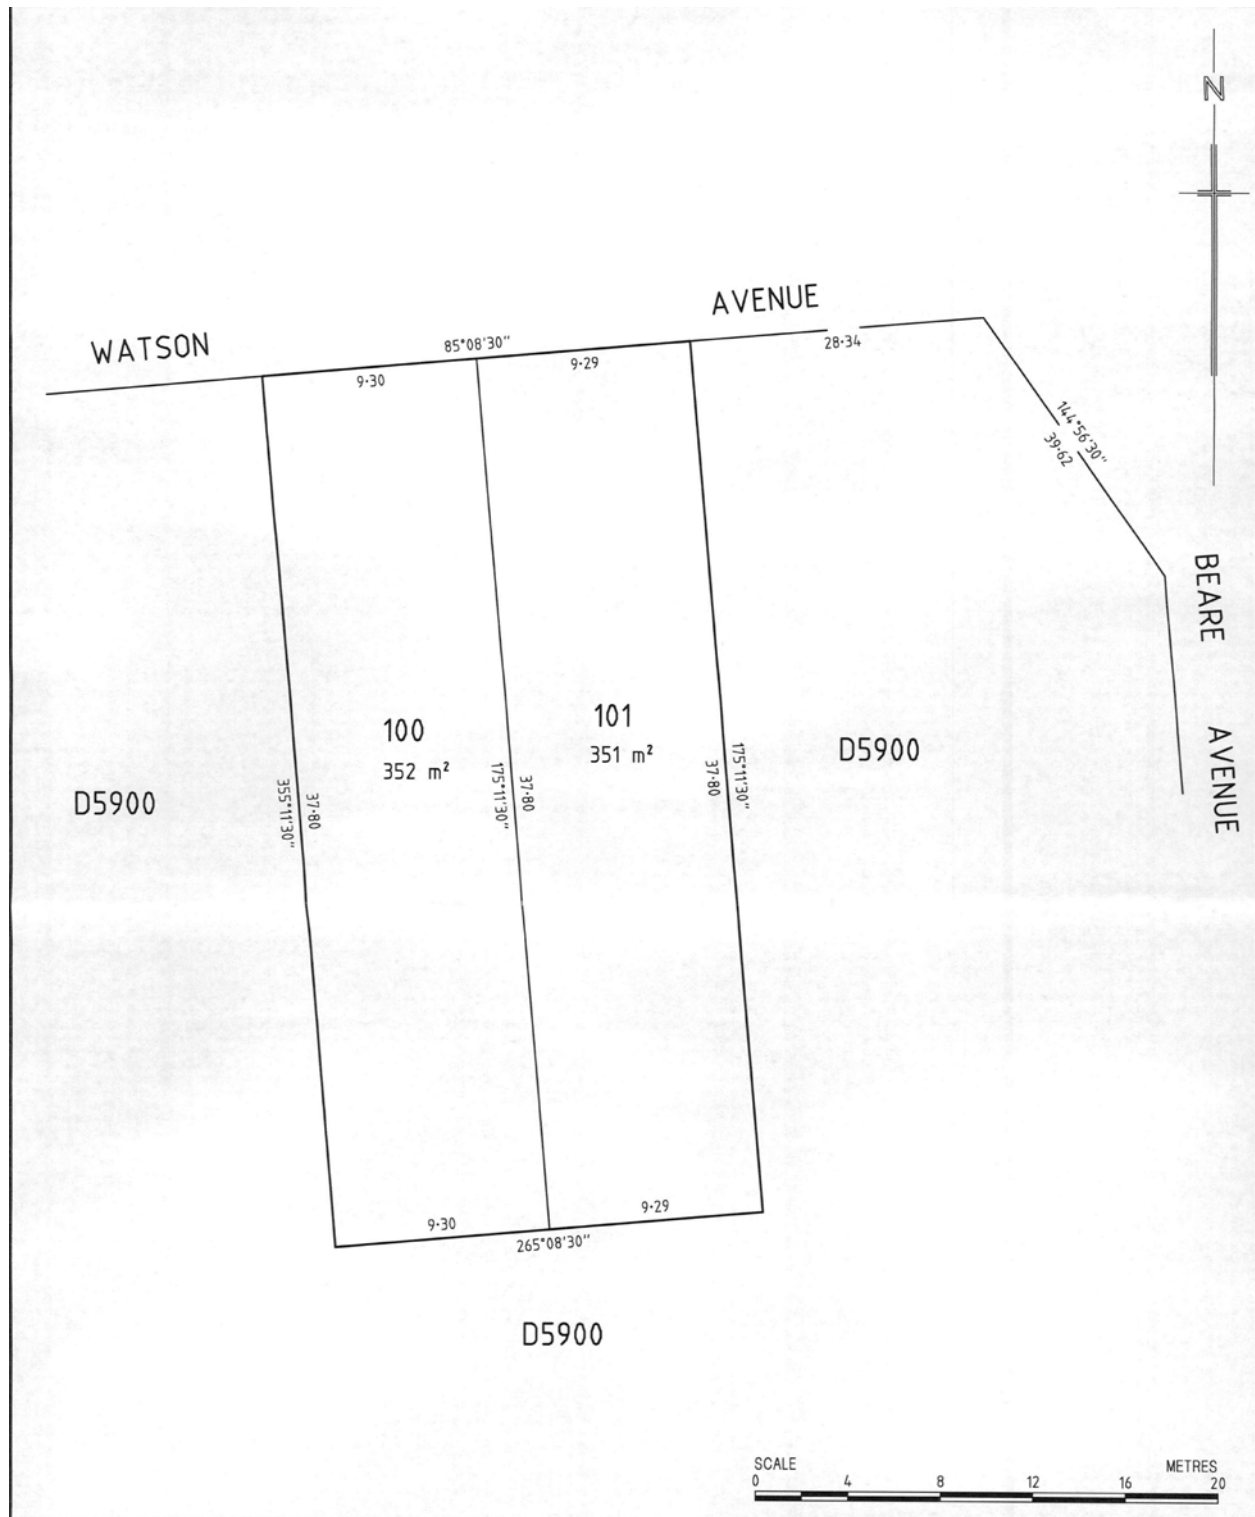 N
AVENUE
WATSON
85°08'30"
28·34
9·29
9·30
144°56'30"
39·62
BEARE
AVENUE
101
351 m²
100
352 m²
D5900
D5900
355°11'30"
37·80
175°11'30"
37·80
37·80
175°11'30"
9·29
9·30
265°08'30"
D5900
SCALE
METRES
0 4 8 12 16 20